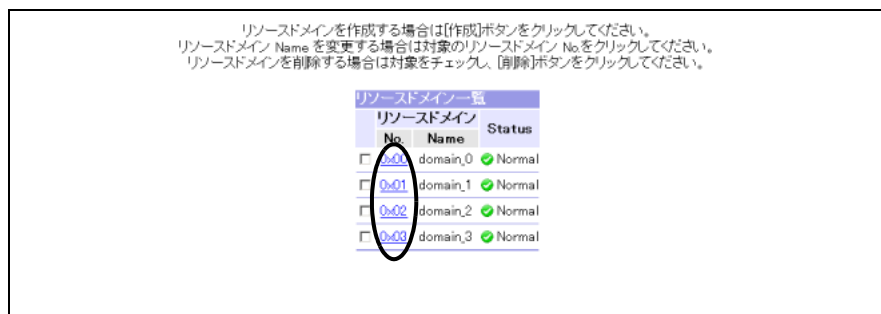 リソースドメインを作成する場合は[作成]ボタンをクリックしてください。
リソースドメイン Name を変更する場合は対象のリソースドメイン No.をクリックしてください。
リソースドメインを削除する場合は対象をチェックし、[削除]ボタンをクリックしてください。
リソースドメイン一覧
リソースドメイン Status
No. Name
0x00 domain_0 Normal
0x01 domain_1 Normal
0x02 domain_2 Normal
0x03 domain_3 Normal